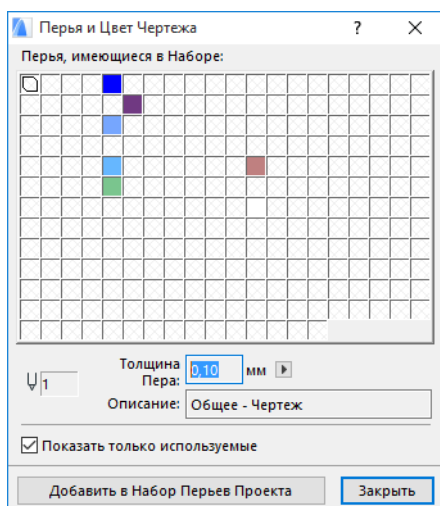 Перья и Цвет Чертежа ?
Перья, имеющиеся в Наборе:
Толщина Пера: 0,10 мм
1
Описание: Общее - Чертеж
Показать только используемые
Добавить в Набор Перьев Проекта Закрыть